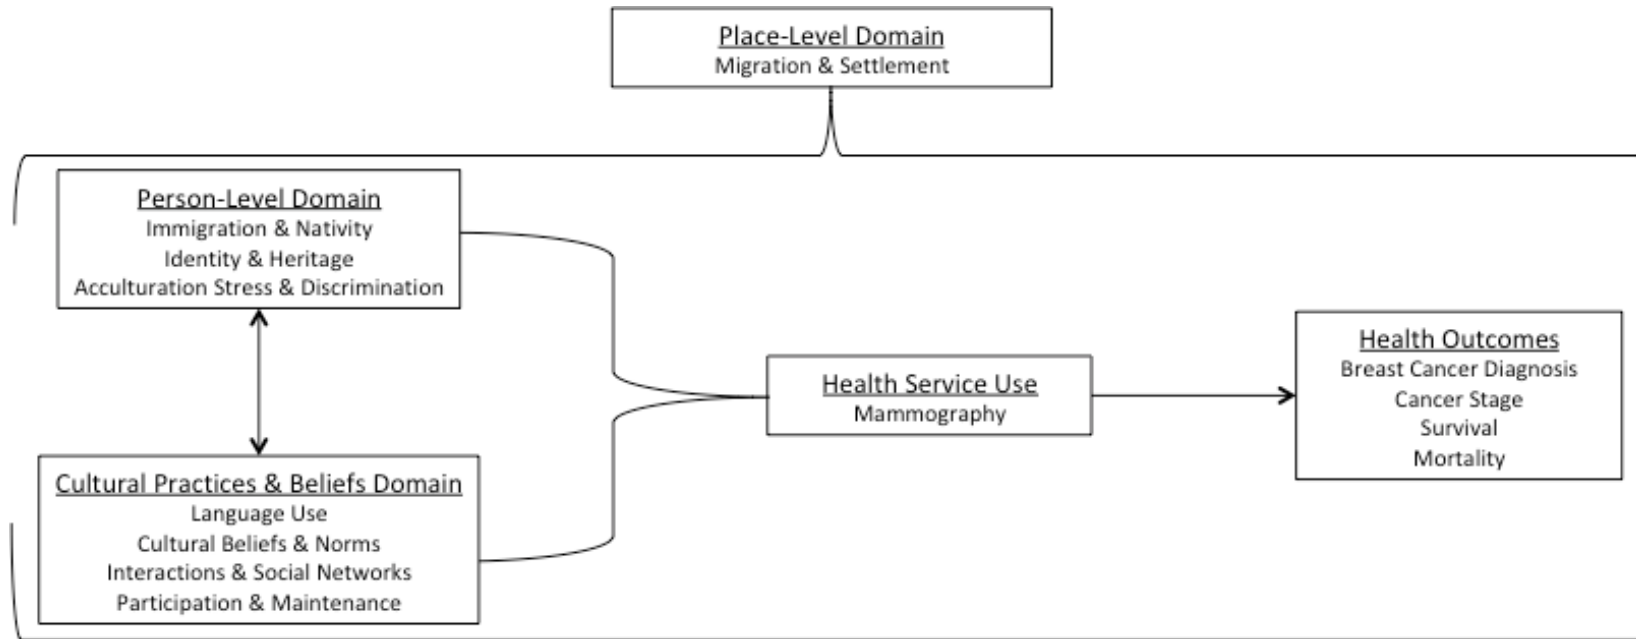 Place-Level Domain
Migration & Settlement
Person-Level Domain
Immigration & Nativity
Identity & Heritage
Acculturation Stress & Discrimination
Health Service Use
Mammography
Health Outcomes
Breast Cancer Diagnosis
Cancer Stage
Survival
Mortality
Cultural Practices & Beliefs Domain
Language Use
Cultural Beliefs & Norms
Interactions & Social Networks
Participation & Maintenance